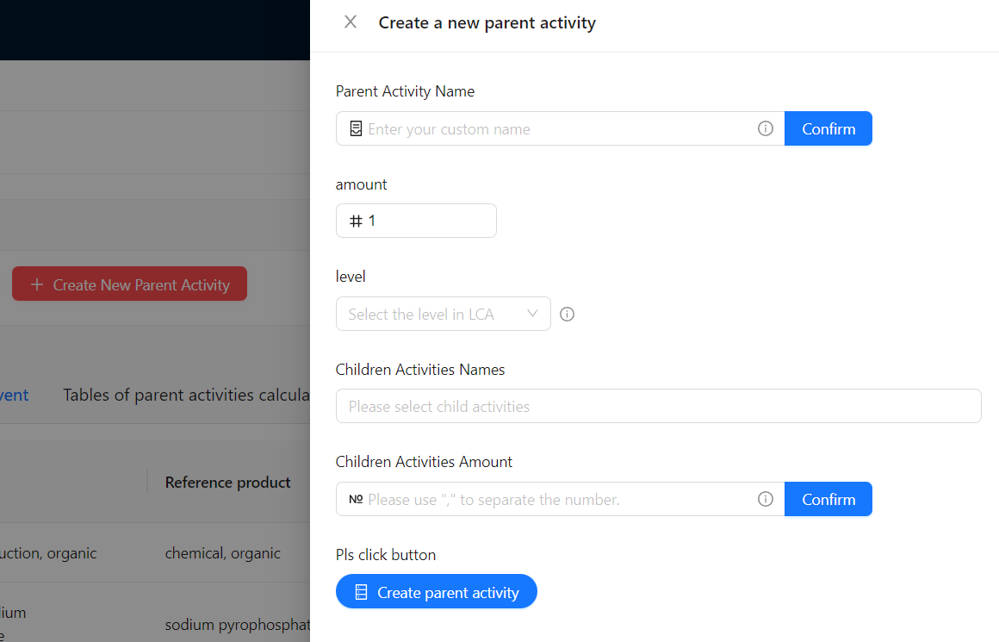 Create a new parent activity
Parent Activity Name
Enter your custom name
Confirm
amount
1
level
Select the level in LCA
Children Activities Names
Please select child activities
Children Activities Amount
№ Please use "," to separate the number.
Confirm
Pls click button
Create parent activity
+ Create New Parent Activity
vent
Tables of parent activities calcula
Reference product
uction, organic
chemical, organic
lium
sodium pyrophosphat
e